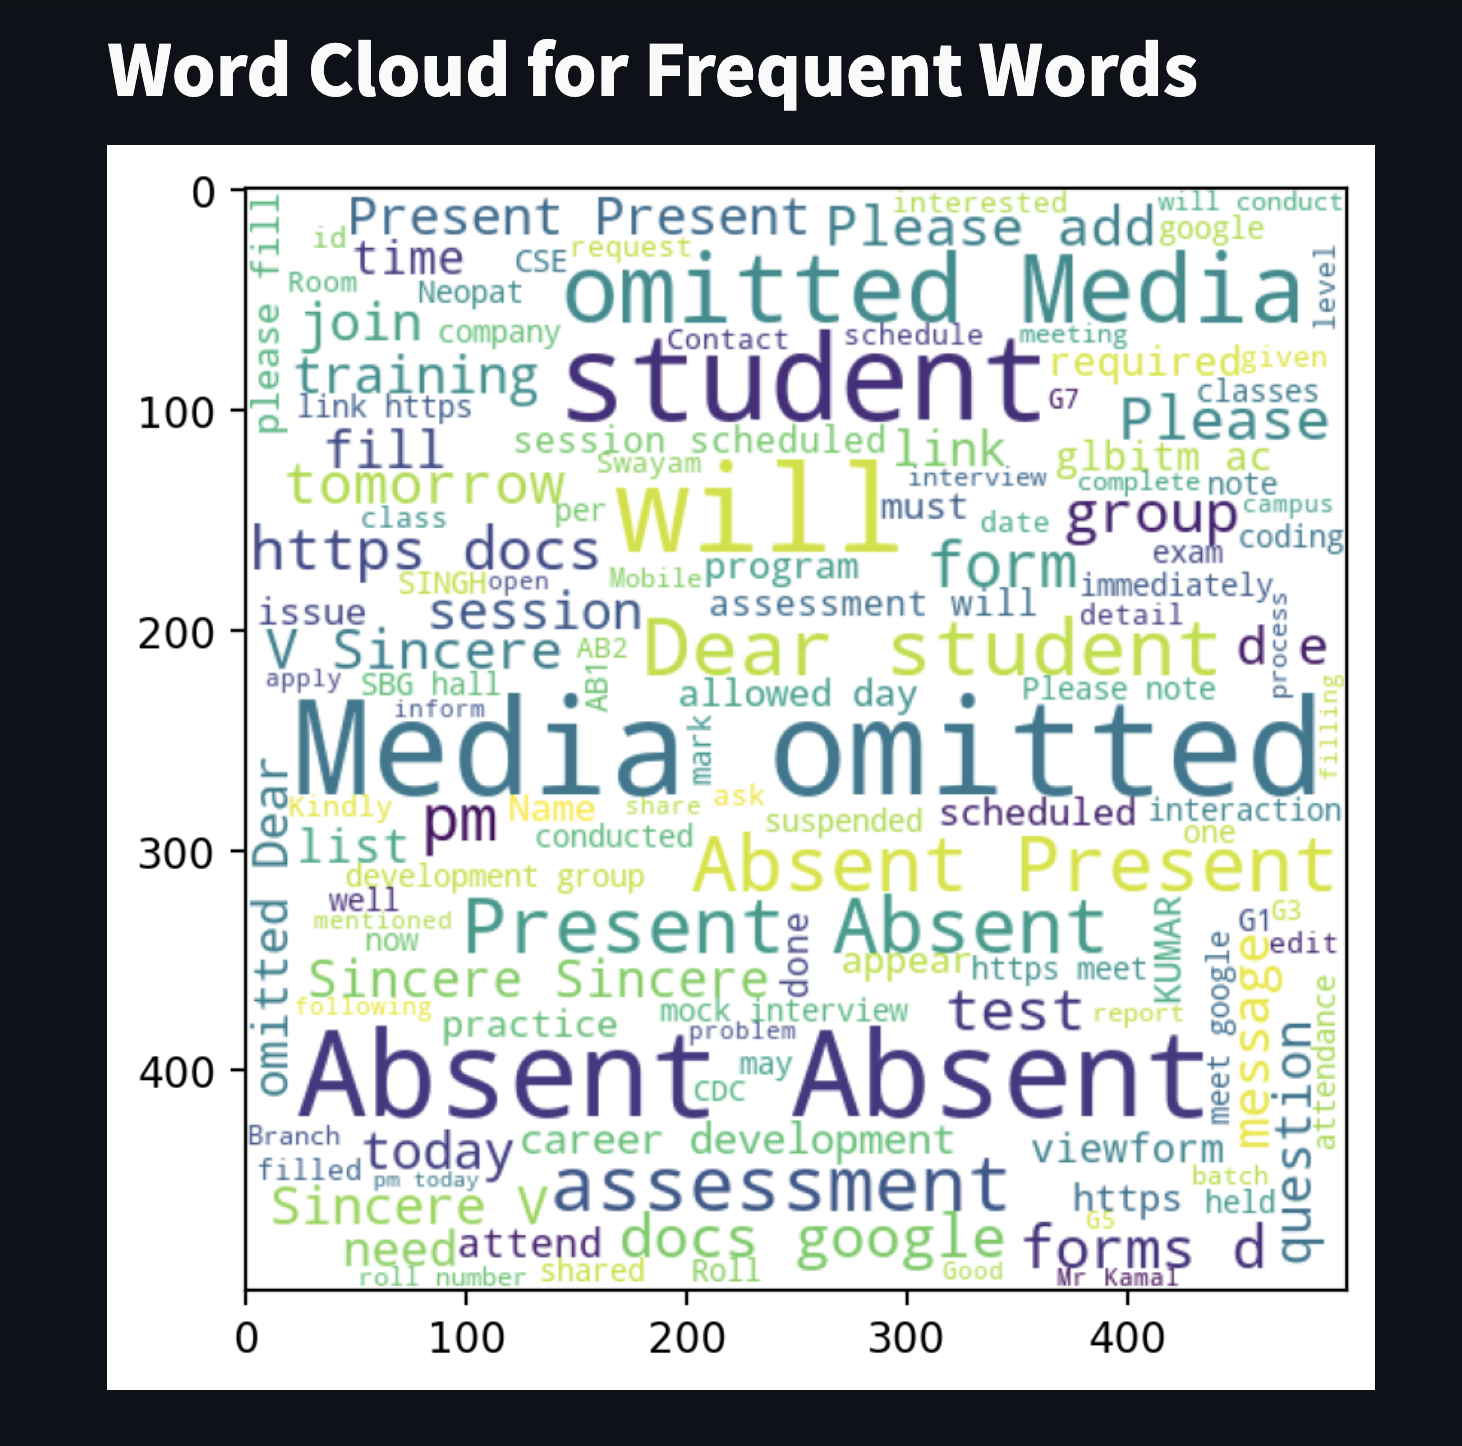 Word Cloud for Frequent Words
0
100
200
300
400
0
100
200
300
400
please fill
Present Present
interested
will conduct
Please add
google
id
time
CSE
request
omitted Media
level
Room
Neopat
join
company
Contact
schedule
meeting
student
required
given
training
link https
G7
classes
Please
fill
session scheduled
link
Swayam
glbitm ac
tomorrow
will
interview
complete
note
per
must
group
campus
class
date
coding
https docs
form
exam
program
SINGH
open
Mobile
immediately
issue
session
assessment will
detail
process
V Sincere
AB2
Dear student
d e
AB1
apply
SBG hall
allowed day
Please note
inform
filling
Media omitted
mark
omitted Dear
Kindly
pm
Name
share
ask
scheduled
interaction
suspended
list
conducted
one
Absent Present
development group
well
mentioned
Present Absent
done
KUMAR
G1
G3
now
edit
appear
https meet
meet google
message
Sincere Sincere
following
mock interview
test
report
attendance
practice
problem
question
Absent Absent
may
CDC
Branch
today
career development
viewform
filled
pm today
assessment
batch
Sincere V
https
held
G5
need
attend
docs google
forms d
roll number
shared
Roll
Good
Mr Kamal